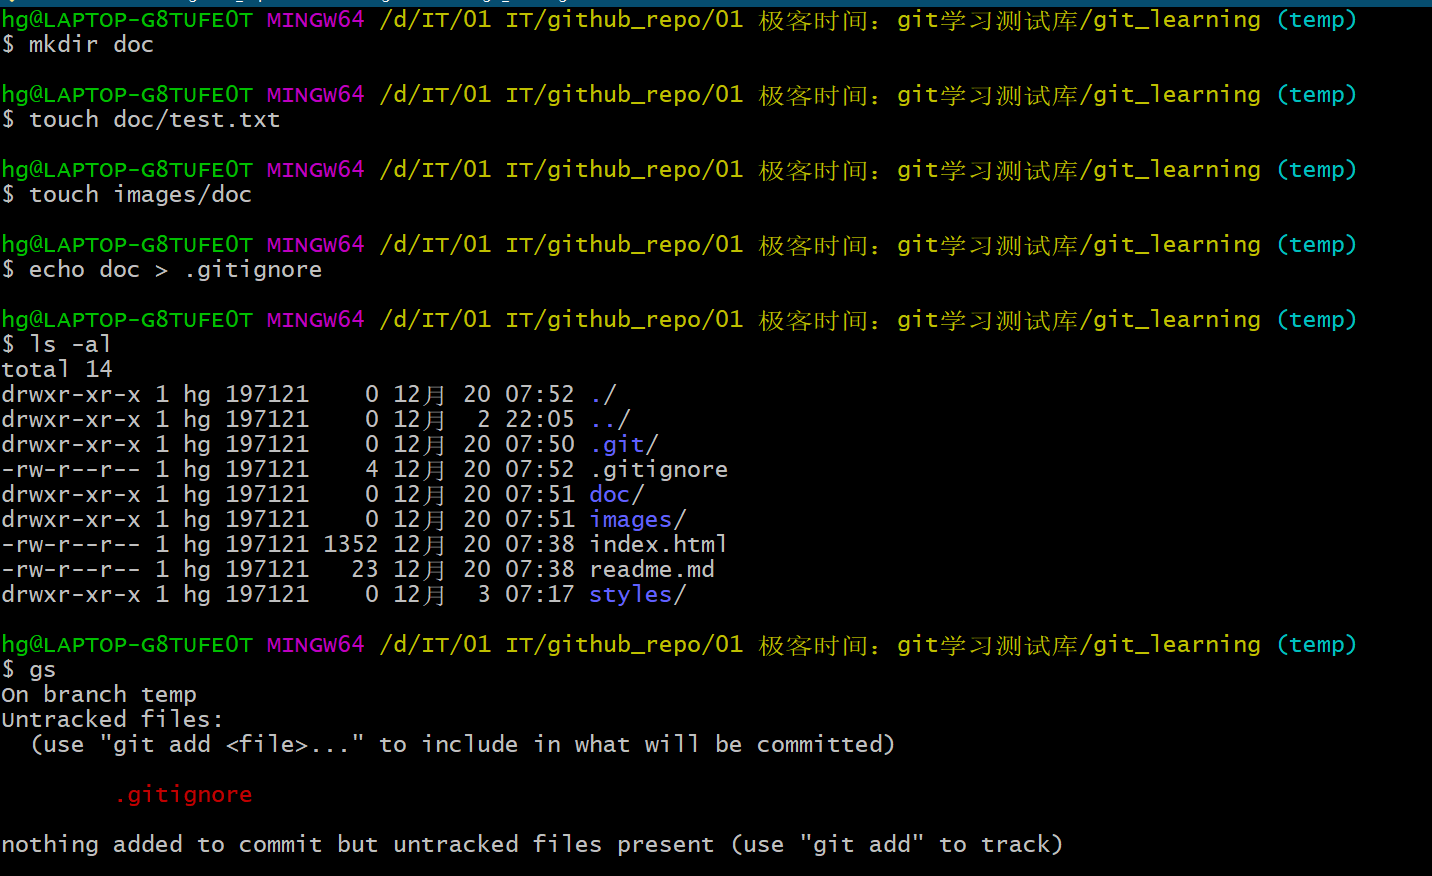 hg@LAPTOP-G8TUFE0T MINGW64 /d/IT/01 IT/github_repo/01 极客时间：git学习测试库/git_learning (temp)
$ mkdir doc
hg@LAPTOP-G8TUFE0T MINGW64 /d/IT/01 IT/github_repo/01 极客时间：git学习测试库/git_learning (temp)
$ touch doc/test.txt
hg@LAPTOP-G8TUFE0T MINGW64 /d/IT/01 IT/github_repo/01 极客时间：git学习测试库/git_learning (temp)
$ touch images/doc
hg@LAPTOP-G8TUFE0T MINGW64 /d/IT/01 IT/github_repo/01 极客时间：git学习测试库/git_learning (temp)
$ echo doc > .gitignore
hg@LAPTOP-G8TUFE0T MINGW64 /d/IT/01 IT/github_repo/01 极客时间：git学习测试库/git_learning (temp)
$ ls -al
total 14
drwxr-xr-x 1 hg 197121    0 12月 20 07:52 ./
drwxr-xr-x 1 hg 197121    0 12月  2 22:05 ../
drwxr-xr-x 1 hg 197121    0 12月 20 07:50 .git/
-rw-r--r-- 1 hg 197121    4 12月 20 07:52 .gitignore
drwxr-xr-x 1 hg 197121    0 12月 20 07:51 doc/
drwxr-xr-x 1 hg 197121    0 12月 20 07:51 images/
-rw-r--r-- 1 hg 197121 1352 12月 20 07:38 index.html
-rw-r--r-- 1 hg 197121   23 12月 20 07:38 readme.md
drwxr-xr-x 1 hg 197121    0 12月  3 07:17 styles/
hg@LAPTOP-G8TUFE0T MINGW64 /d/IT/01 IT/github_repo/01 极客时间：git学习测试库/git_learning (temp)
$ gs
On branch temp
Untracked files:
  (use "git add <file>..." to include in what will be committed)
        .gitignore
nothing added to commit but untracked files present (use "git add" to track)